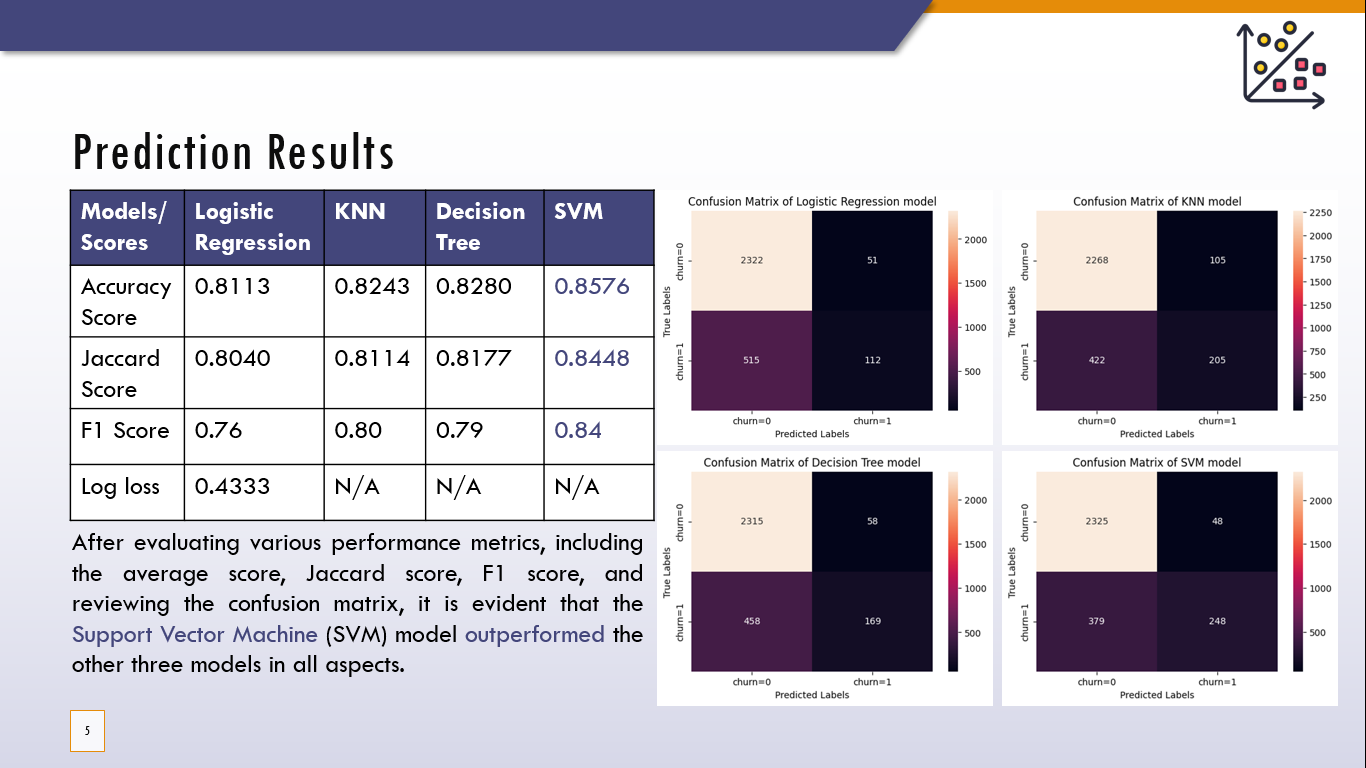 Prediction Results
Models/ Scores
Logistic Regression
KNN
Decision Tree
SVM
Accuracy Score
0.8113
0.8243
0.8280
0.8576
Jaccard Score
0.8040
0.8114
0.8177
0.8448
F1 Score
0.76
0.80
0.79
0.84
Log loss
0.4333
N/A
N/A
N/A
After evaluating various performance metrics, including
the average score, Jaccard score, F1 score, and
reviewing the confusion matrix, it is evident that the
Support Vector Machine (SVM) model outperformed the
other three models in all aspects.
5
Confusion Matrix of Logistic Regression model
True Labels
churn=0
churn=1
2322
51
515
112
churn=0
churn=1
Predicted Labels
2000
1500
1000
500
Confusion Matrix of KNN model
True Labels
churn=0
churn=1
2268
105
422
205
churn=0
churn=1
Predicted Labels
2250
2000
1750
1500
1250
1000
750
500
250
Confusion Matrix of Decision Tree model
True Labels
churn=0
churn=1
2315
58
458
169
churn=0
churn=1
Predicted Labels
2000
1500
1000
500
Confusion Matrix of SVM model
True Labels
churn=0
churn=1
2325
48
379
248
churn=0
churn=1
Predicted Labels
2000
1500
1000
500